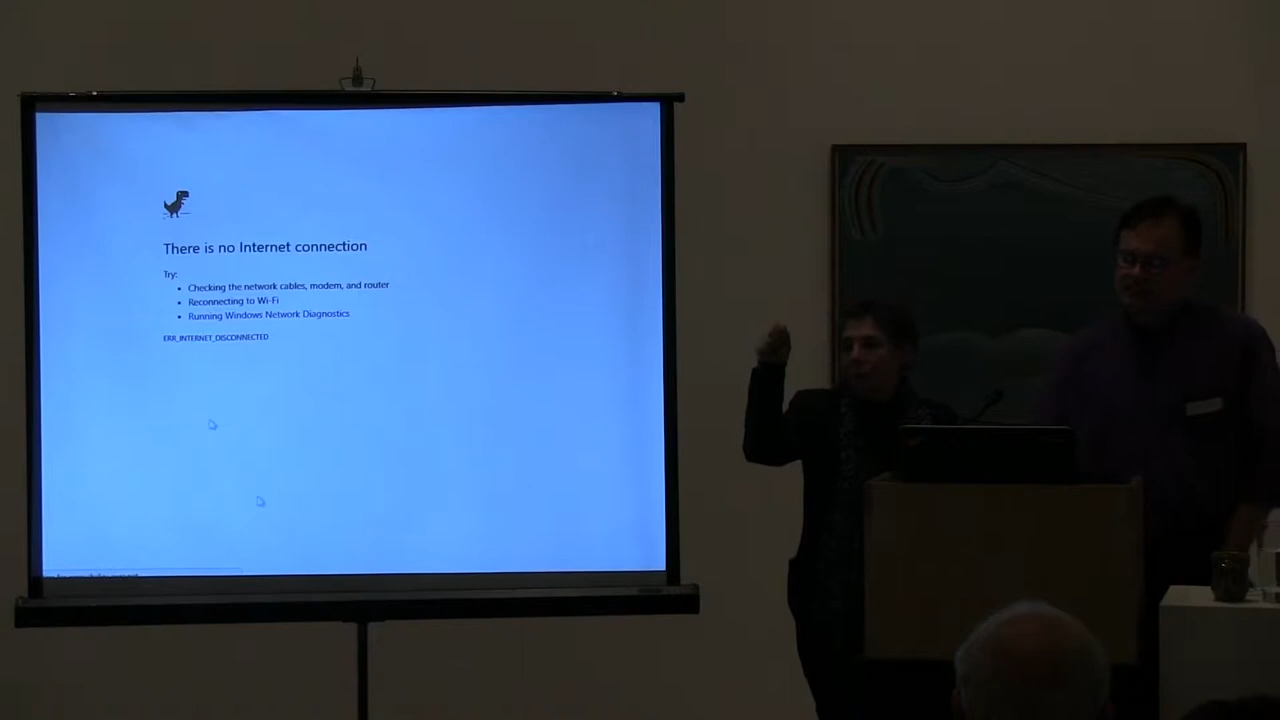 There is no Internet connection
Try:
• Checking the network cables, modem, and router
• Reconnecting to Wi-Fi
• Running Windows Network Diagnostics
ERR_INTERNET_DISCONNECTED